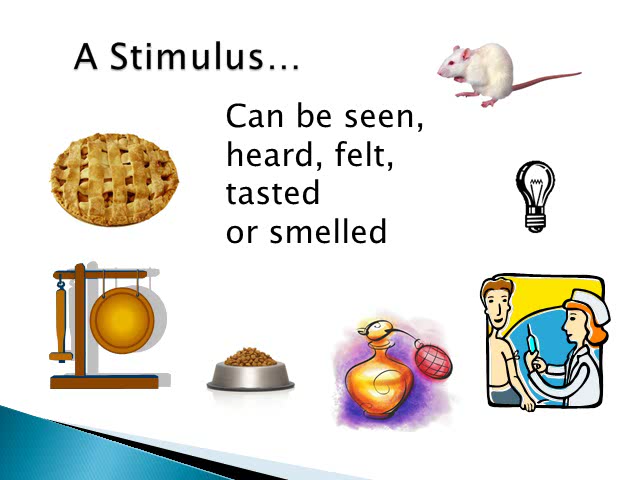 A Stimulus…
Can be seen,
heard, felt,
tasted
or smelled